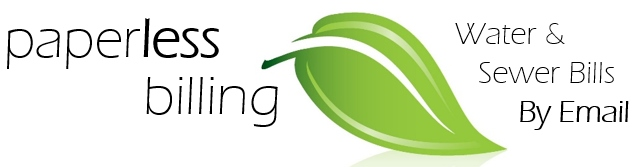 paperless
billing
Water &
Sewer Bills
By Email